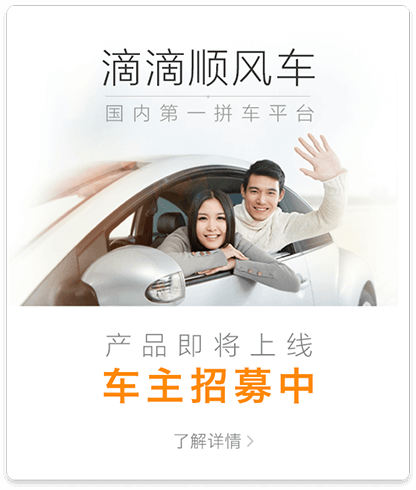 滴滴顺风车
国内第一拼车平台
产品即将上线
车主招募中
了解详情 >